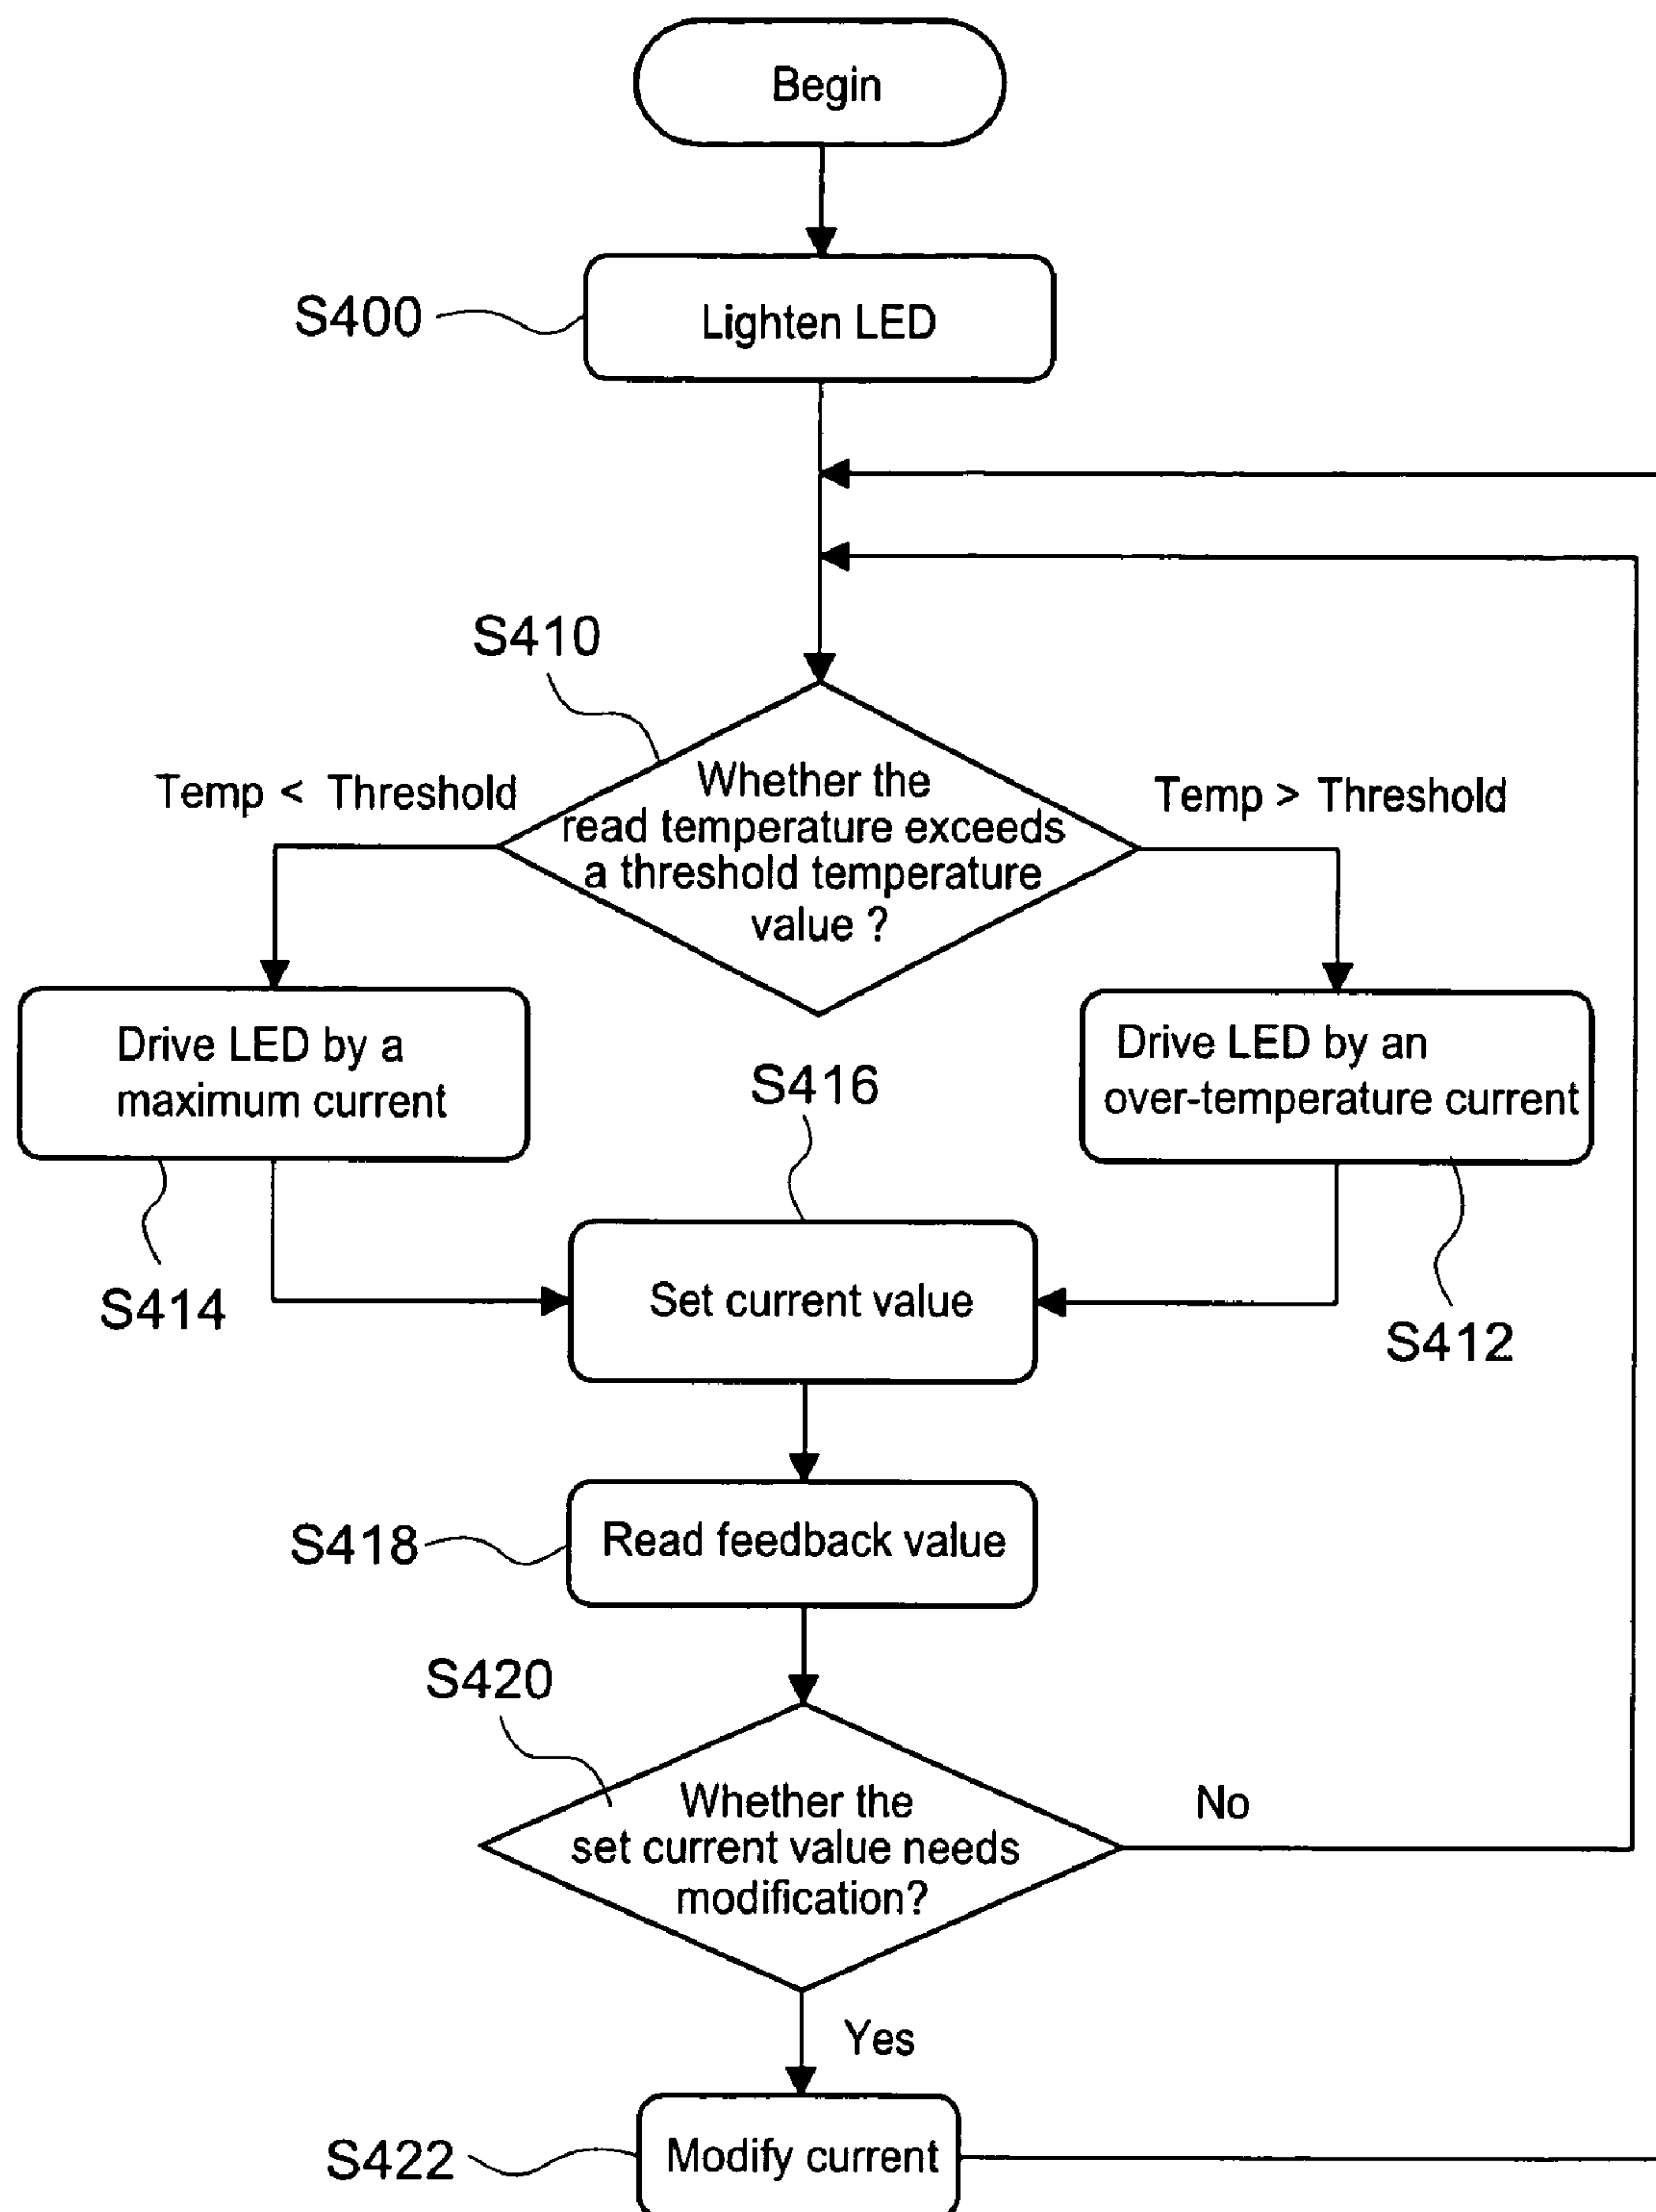 Begin
S400
Lighten LED
S410
Temp < Threshold
Whether the
read temperature exceeds
a threshold temperature
value ?
Temp > Threshold
Drive LED by a
maximum current
S416
Drive LED by an
over-temperature current
S414
Set current value
S412
S418
Read feedback value
S420
Whether the
set current value needs
modification?
No
Yes
S422
Modify current